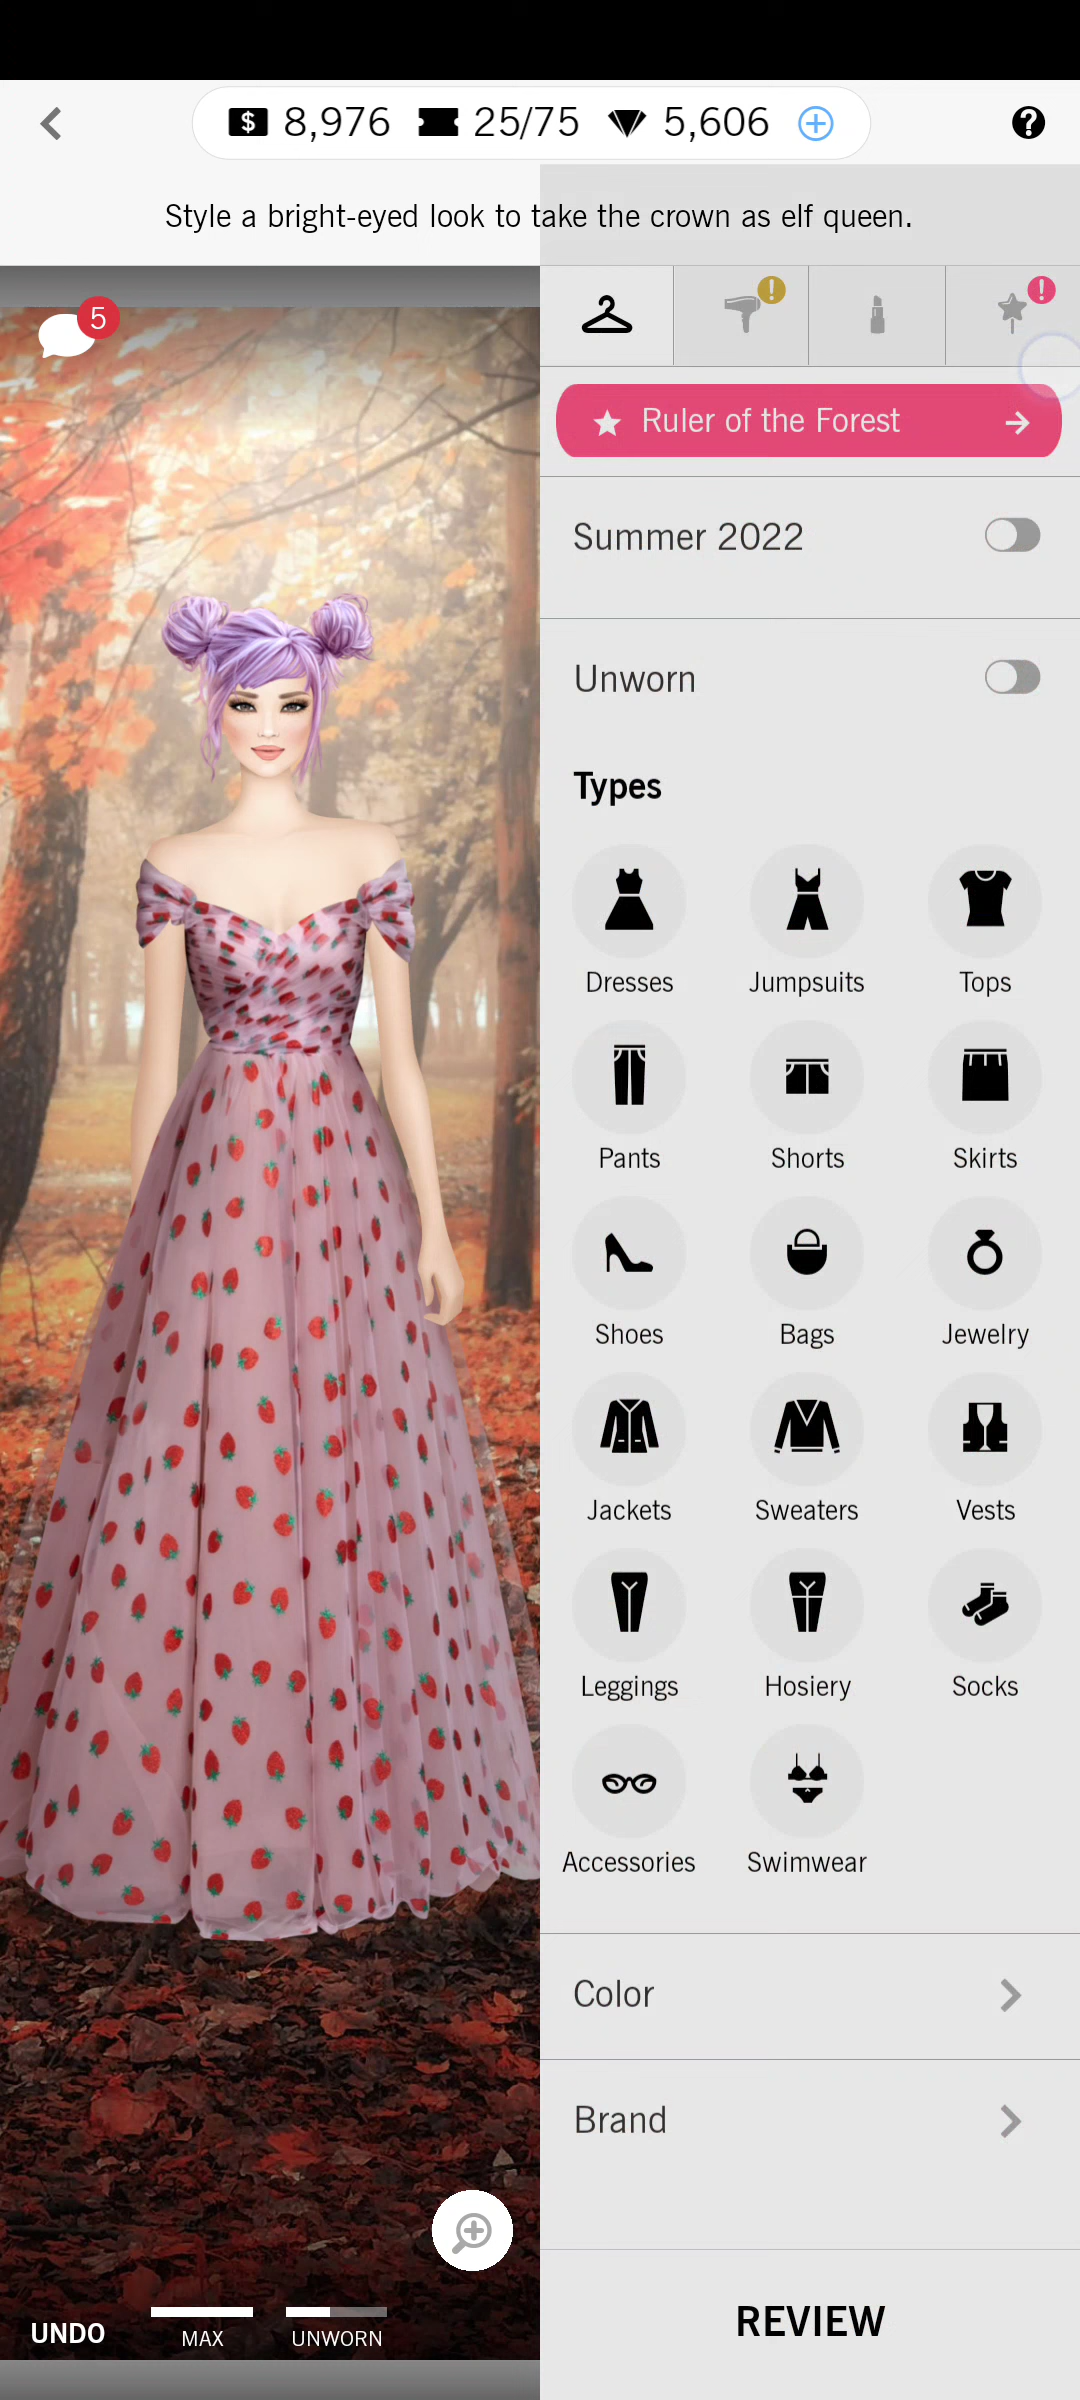 $ 8,976 25/75 5,606
Style a bright-eyed look to take the crown as elf queen.
5
! !
Ruler of the Forest
Summer 2022
Unworn
Types
Dresses Jumpsuits Tops
Pants Shorts Skirts
Shoes Bags Jewelry
Jackets Sweaters Vests
Leggings Hosiery Socks
Accessories Swimwear
Color
Brand
UNDO MAX UNWORN
REVIEW